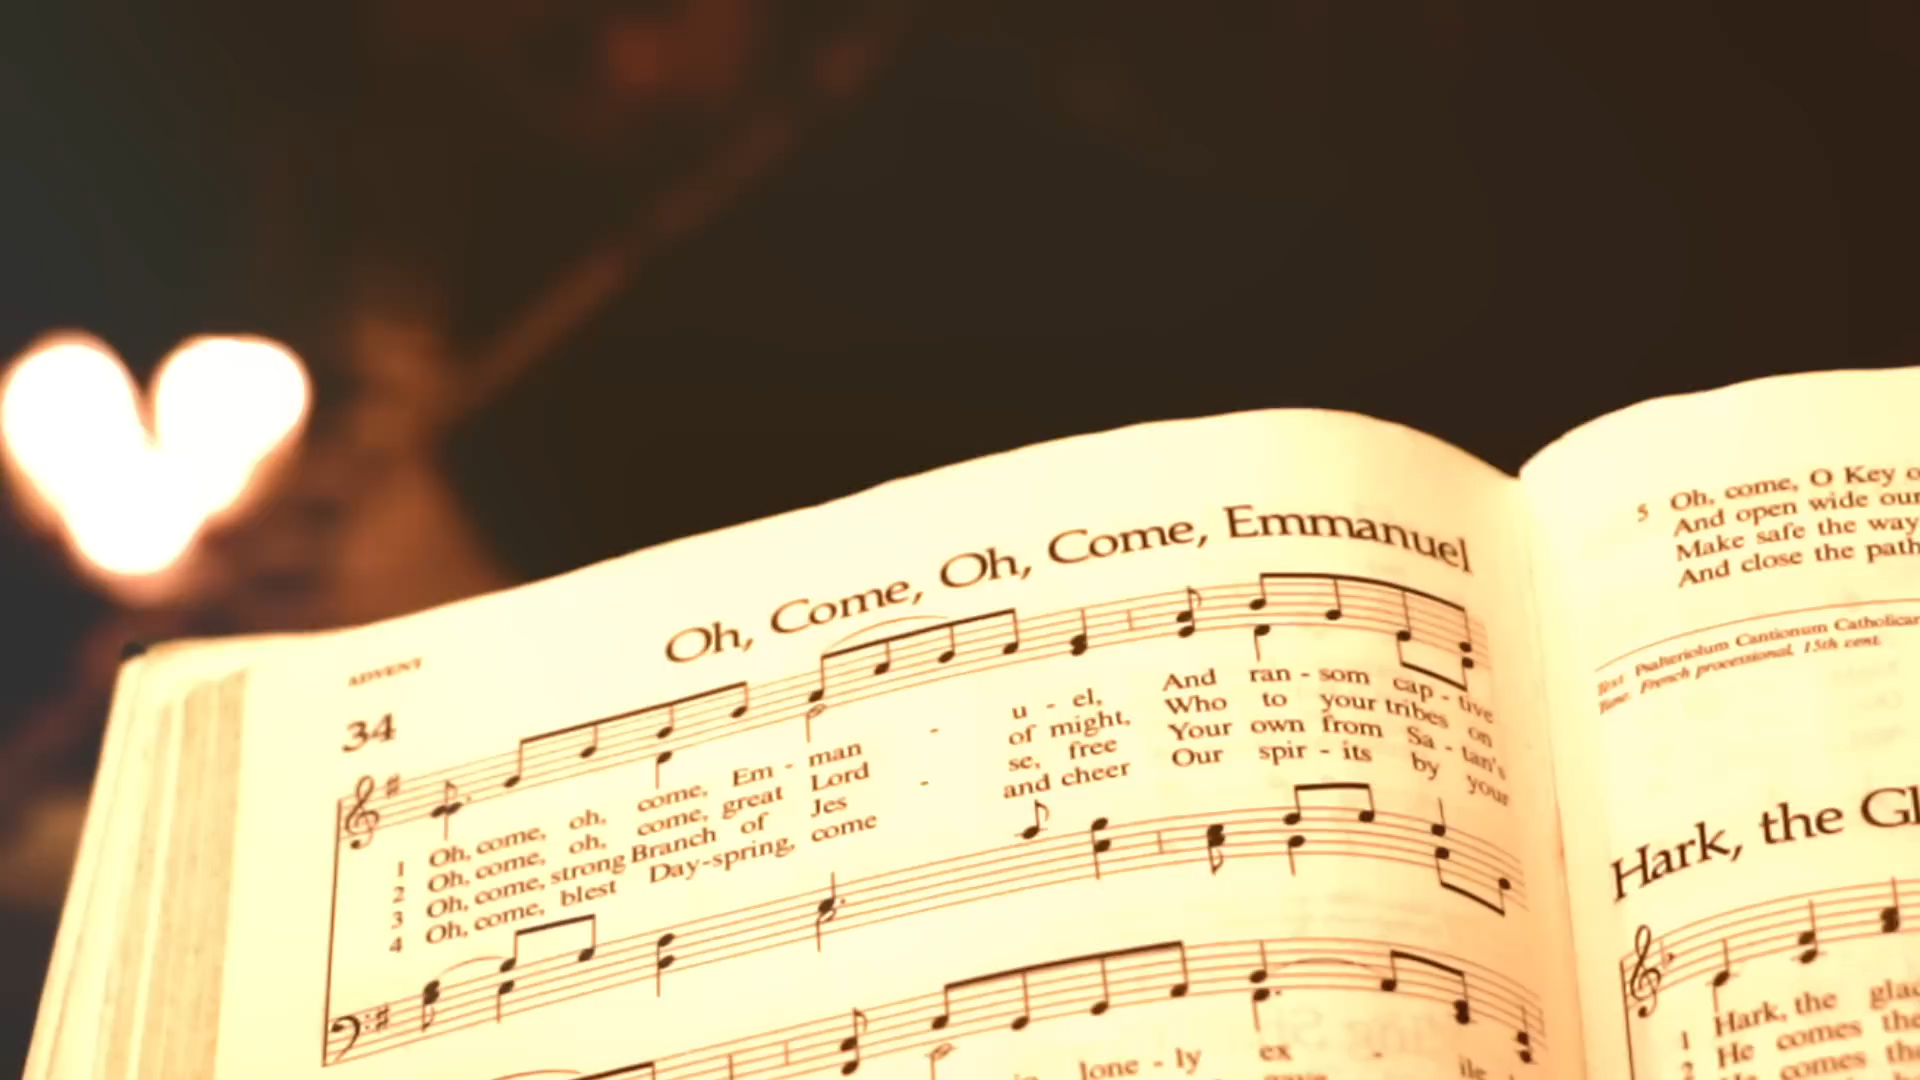 Oh, Come, Oh, Come, Emmanuel
ADVENT
34
1 Oh, come, oh, come, Em - man - u - el, And ran - som cap - tive
2 Oh, come, oh, come, great Lord of might, Who to your tribes on
3 Oh, come, strong Branch of Jes - se, free Your own from Sa - tan's
4 Oh, come, blest Day-spring, come and cheer Our spir - its by your
lone - ly ex - ile
5 Oh, come, O Key
And open wide our
Make safe the way
And close the path
Text Psalteriolum Cantionum Catholicar
Tune: French processional, 15th cent.
Hark, the Gl
1 Hark, the glad
2 He comes the
He comes the